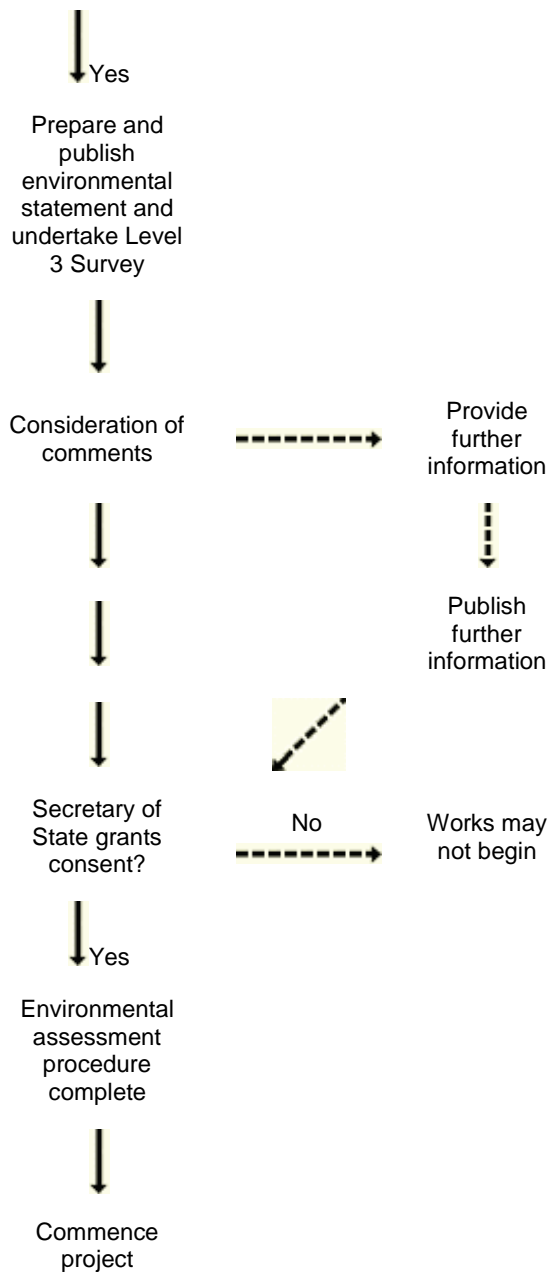 Yes
Prepare and
publish
environmental
statement and
undertake Level
3 Survey
Consideration of
comments
Provide
further
information
Publish
further
information
Secretary of
State grants
consent?
No
Works may
not begin
Yes
Environmental
assessment
procedure
complete
Commence
project